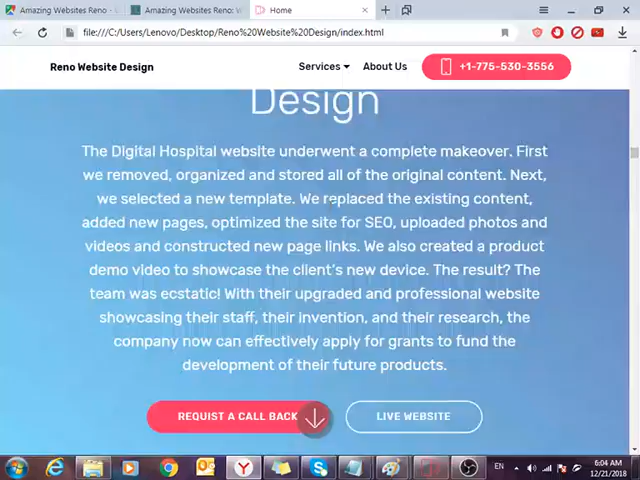 Amazing Websites Reno -
Amazing Websites Reno: W
Home
file:///C:/Users/Lenovo/Desktop/Reno%20Website%20Design/index.html
Reno Website Design
Services
About Us
+1-775-530-3556
Design
The Digital Hospital website underwent a complete makeover. First
we removed, organized and stored all of the original content. Next,
we selected a new template. We replaced the existing content,
added new pages, optimized the site for SEO, uploaded photos and
videos and constructed new page links. We also created a product
demo video to showcase the client's new device. The result? The
team was ecstatic! With their upgraded and professional website
showcasing their staff, their invention, and their research, the
company now can effectively apply for grants to fund the
development of their future products.
REQUIST A CALL BACK
LIVE WEBSITE
EN
6:04 AM
12/21/2018